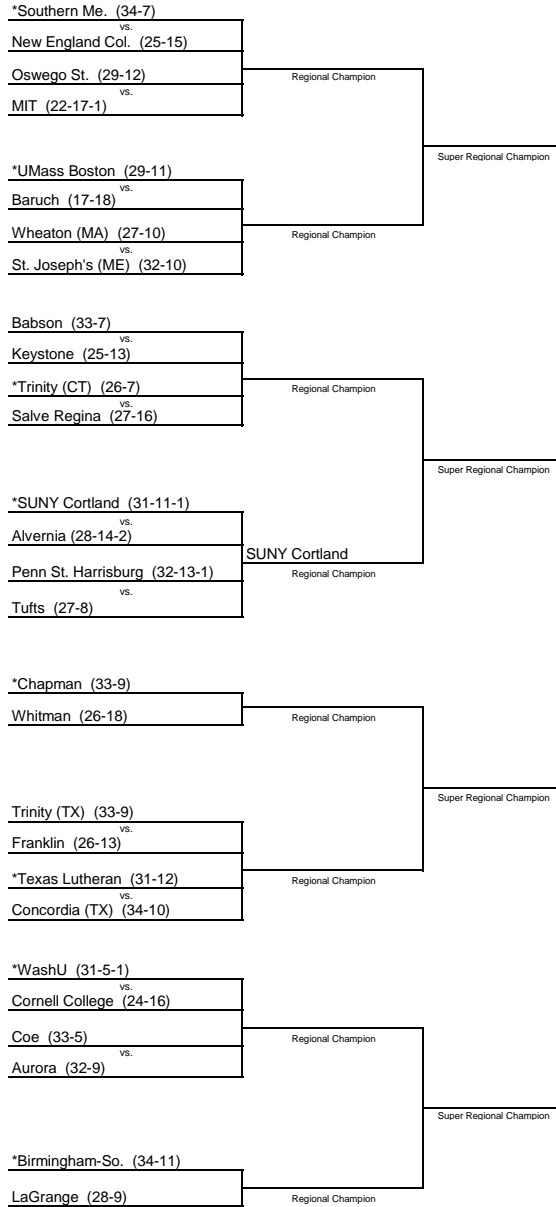 *Southern Me. (34-7)
vs.
New England Col. (25-15)
Oswego St. (29-12)
vs.
MIT (22-17-1)
Regional Champion
Super Regional Champion
*UMass Boston (29-11)
vs.
Baruch (17-18)
Wheaton (MA) (27-10)
vs.
St. Joseph's (ME) (32-10)
Regional Champion
Babson (33-7)
vs.
Keystone (25-13)
*Trinity (CT) (26-7)
vs.
Salve Regina (27-16)
Regional Champion
Super Regional Champion
*SUNY Cortland (31-11-1)
vs.
Alvernia (28-14-2)
SUNY Cortland
Penn St. Harrisburg (32-13-1)
vs.
Tufts (27-8)
Regional Champion
*Chapman (33-9)
Whitman (26-18)
Regional Champion
Super Regional Champion
Trinity (TX) (33-9)
vs.
Franklin (26-13)
*Texas Lutheran (31-12)
vs.
Concordia (TX) (34-10)
Regional Champion
*WashU (31-5-1)
vs.
Cornell College (24-16)
Coe (33-5)
vs.
Aurora (32-9)
Regional Champion
Super Regional Champion
*Birmingham-So. (34-11)
LaGrange (28-9)
Regional Champion